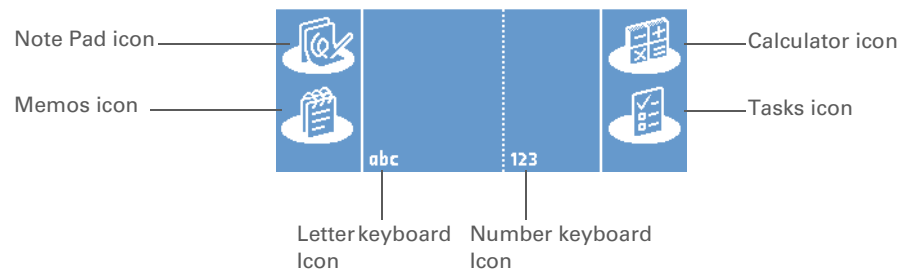 Note Pad icon
Calculator icon
Memos icon
Tasks icon
abc
123
Letter keyboard
Icon
Number keyboard
Icon